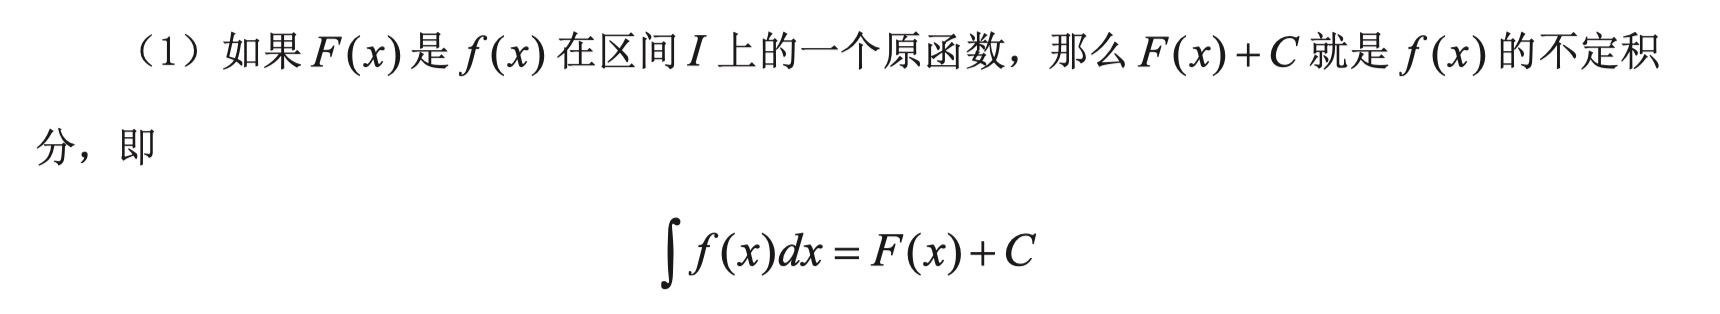 （1）如果 F(x) 是 f(x) 在区间 I 上的一个原函数，那么 F(x)+C 就是 f(x) 的不定积
分，即
∫ f(x)dx = F(x)+C